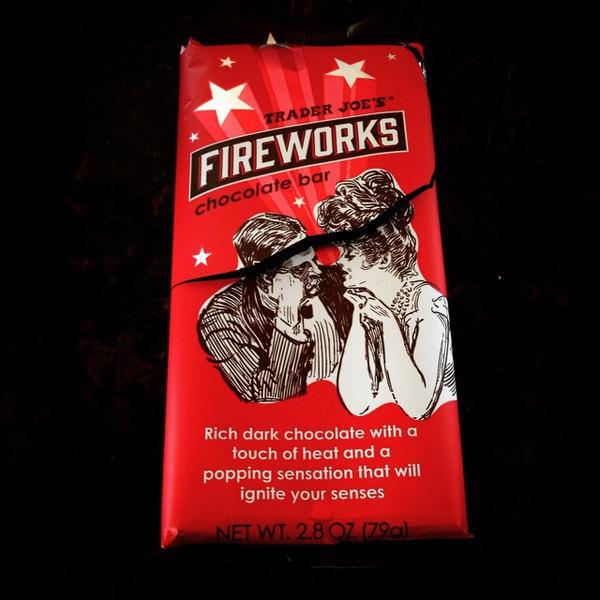 TRADER JOE'S®
FIREWORKS
chocolate bar
Rich dark chocolate with a
touch of heat and a
popping sensation that will
ignite your senses
NET WT. 2.8 OZ (79g)